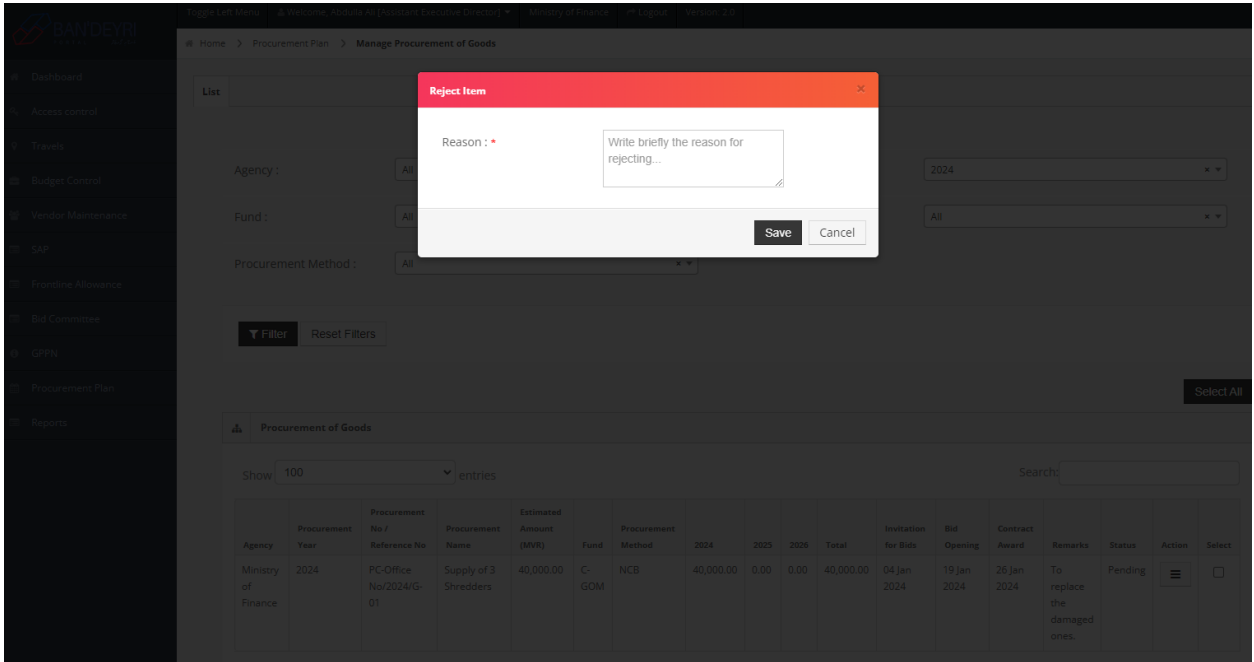 BAN'DEYRI
Toggle Left Menu Welcome, Abdulla Ali [Assistant Executive Director] Ministry of Finance Logout Version: 2.0
Home > Procurement Plan > Manage Procurement of Goods
Dashboard
Access control
Travels
Budget Control
Vendor Maintenance
SAP
Frontline Allowance
Bid Committee
GPPN
Procurement Plan
Reports
List
Reject Item ×
Reason : *
Write briefly the reason for
rejecting...
Save Cancel
Agency : All 2024 ×
Fund : All All ×
Procurement Method : All ×
Filter Reset Filters
Select All
Procurement of Goods
Show 100 entries Search:
Agency
Procurement
Year
Procurement
No /
Reference No
Procurement
Name
Estimated
Amount
(MVR)
Fund
Procurement
Method
2024
2025
2026
Total
Invitation
for Bids
Bid
Opening
Contract
Award
Remarks
Status
Action
Select
Ministry
of
Finance
2024
PC-Office
No/2024/G-
01
Supply of 3
Shredders
40,000.00
C-
GOM
NCB
40,000.00
0.00
0.00
40,000.00
04 Jan
2024
19 Jan
2024
26 Jan
2024
To
replace
the
damaged
ones.
Pending